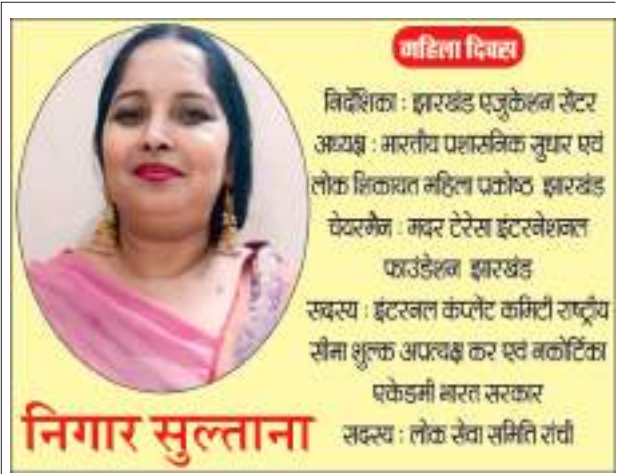 महिला दिवस
निर्देशिका : झारखंड एजुकेशन सेंटर
अध्यक्ष : भारतीय प्रशासनिक सुधार एवं
लोक शिकायत महिला प्रकोष्ठ झारखंड
चेयरमैन : मदर टेरेसा इंटरनेशनल
फाउंडेशन झारखंड
सदस्य : इंटरनल कंप्लेंट कमिटी राष्ट्रीय
सीमा शुल्क अप्रत्यक्ष कर एवं नकोर्टिका
एकेडमी भारत सरकार
सदस्य : लोक सेवा समिति रांची
निगार सुल्ताना